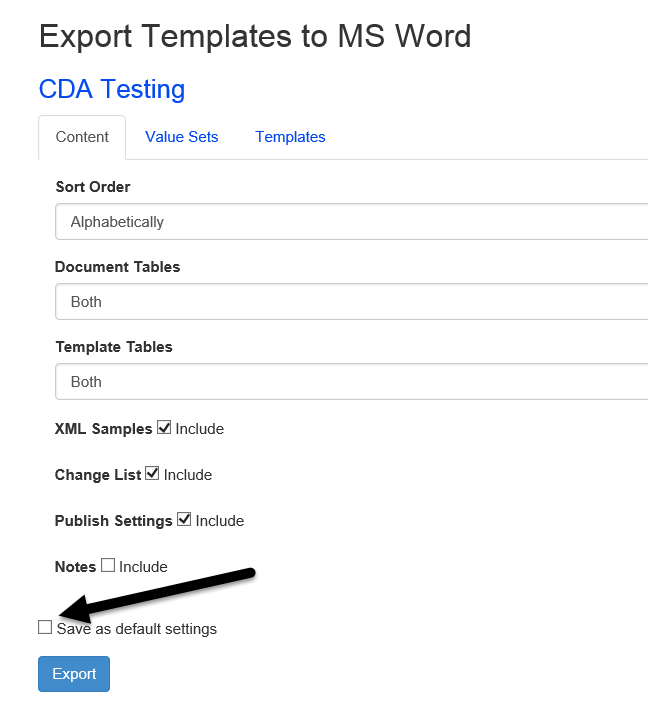 Export Templates to MS Word
CDA Testing
Content Value Sets Templates
Sort Order
Alphabetically
Document Tables
Both
Template Tables
Both
XML Samples Include
Change List Include
Publish Settings Include
Notes Include
Save as default settings
Export